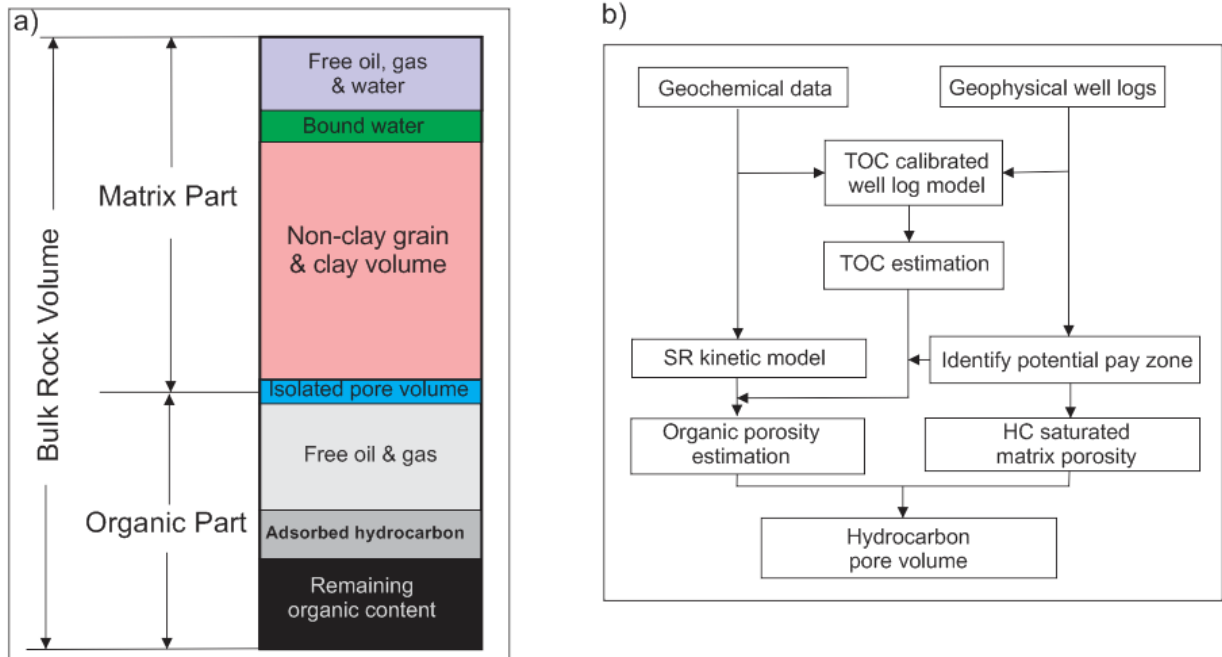 a)
Bulk Rock Volume
Matrix Part
Organic Part
Free oil, gas
& water
Bound water
Non-clay grain
& clay volume
Isolated pore volume
Free oil & gas
Adsorbed hydrocarbon
Remaining
organic content
b)
Geochemical data
Geophysical well logs
TOC calibrated
well log model
TOC estimation
SR kinetic model
Identify potential pay zone
Organic porosity
estimation
HC saturated
matrix porosity
Hydrocarbon
pore volume